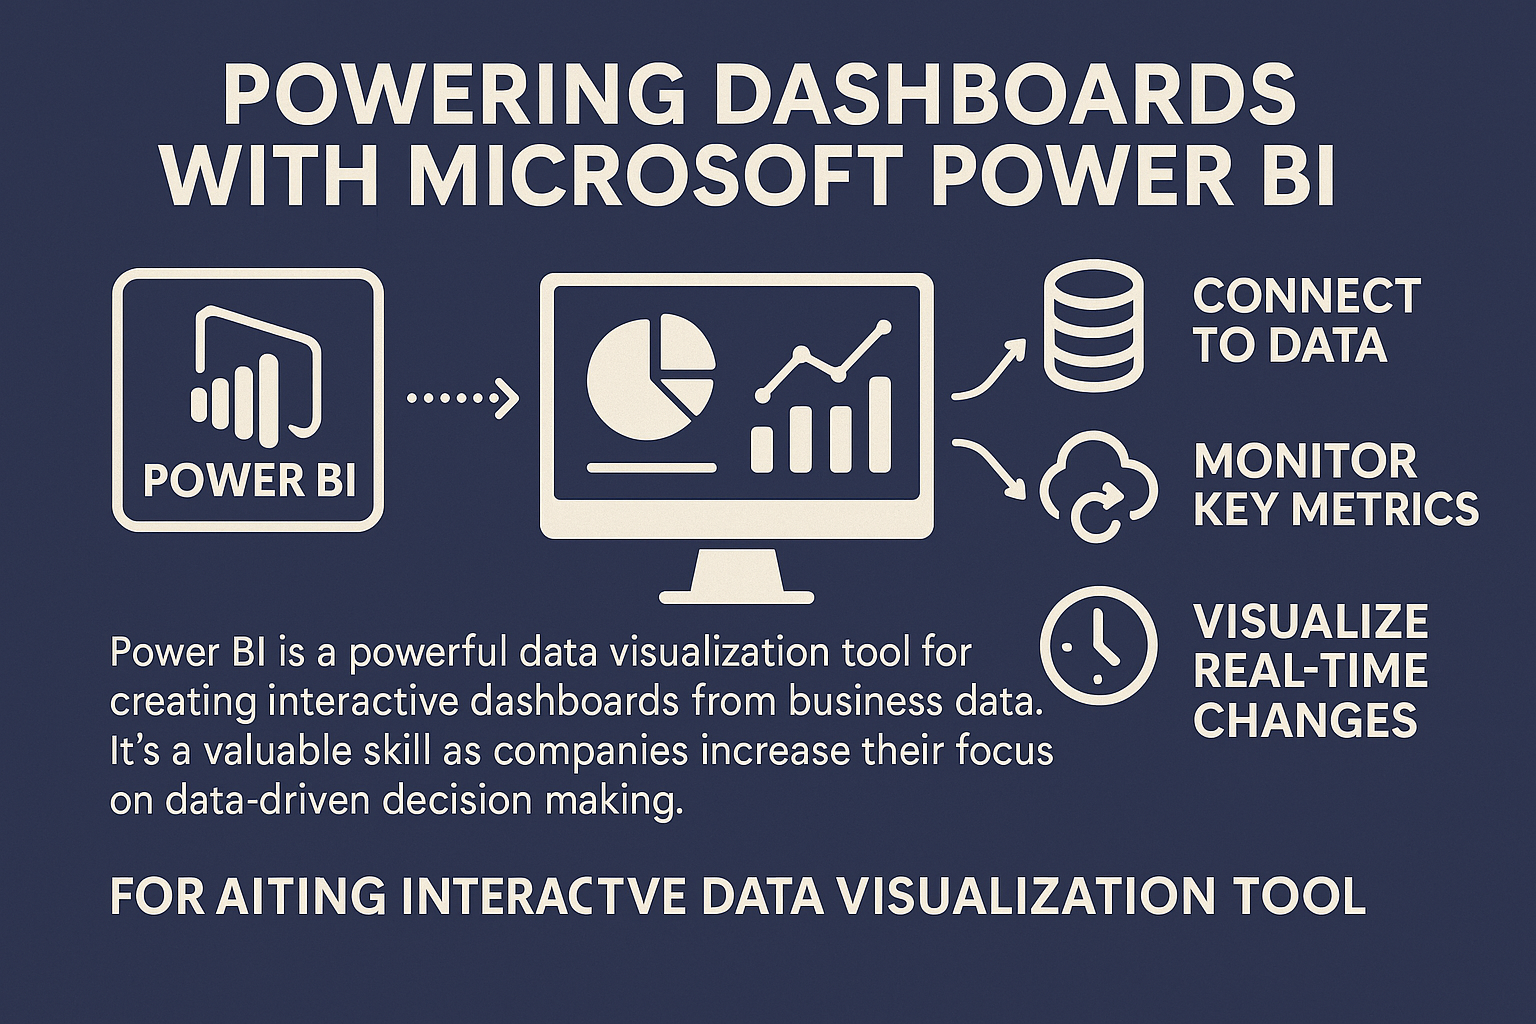 POWERING DASHBOARDS
WITH MICROSOFT POWER BI
POWER BI
CONNECT
TO DATA
MONITOR
KEY METRICS
VISUALIZE
REAL-TIME
CHANGES
Power BI is a powerful data visualization tool for
creating interactive dashboards from business data.
It’s a valuable skill as companies increase their focus
on data-driven decision making.
FOR AITING INTERACTVE DATA VISUALIZATION TOOL